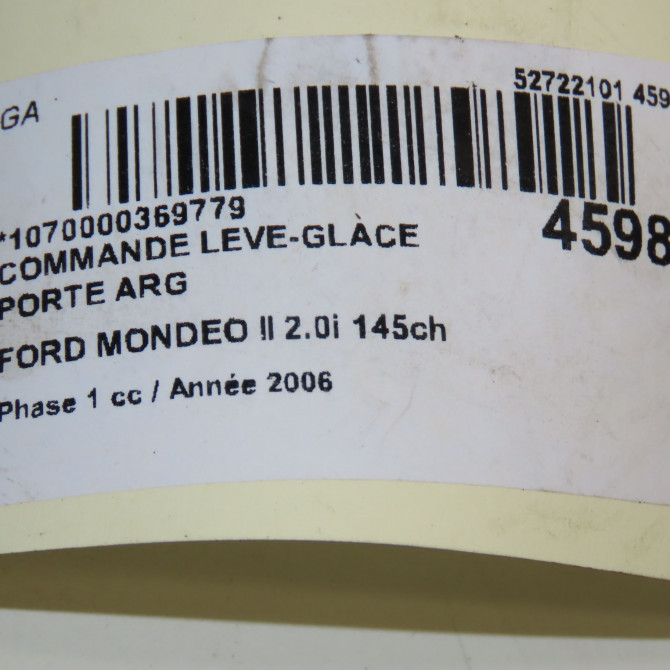 GA
52722101 459
*1070000369779
4598
COMMANDE LEVE-GLACE
PORTE ARG
FORD MONDEO II 2.0i 145ch
Phase 1 cc / Année 2006